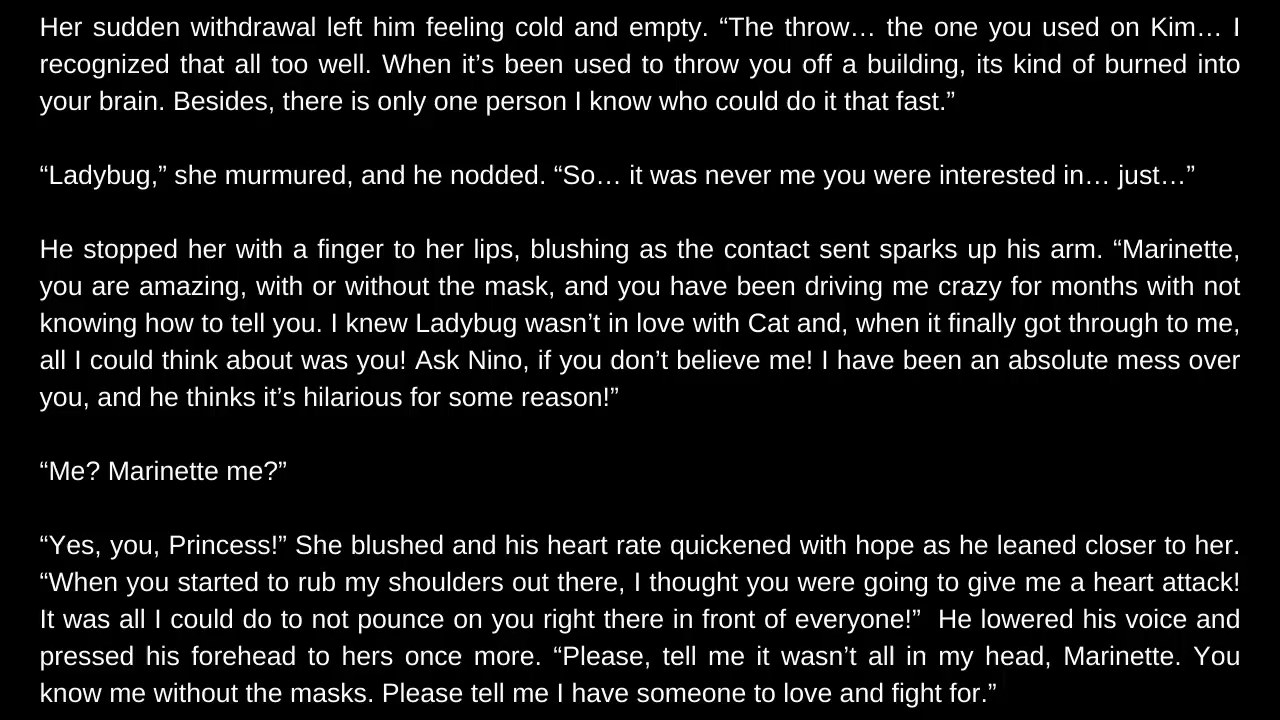 Her sudden withdrawal left him feeling cold and empty. “The throw… the one you used on Kim… I
recognized that all too well. When it’s been used to throw you off a building, its kind of burned into
your brain. Besides, there is only one person I know who could do it that fast.”
“Ladybug,” she murmured, and he nodded. “So… it was never me you were interested in… just…”
He stopped her with a finger to her lips, blushing as the contact sent sparks up his arm. “Marinette,
you are amazing, with or without the mask, and you have been driving me crazy for months with not
knowing how to tell you. I knew Ladybug wasn’t in love with Cat and, when it finally got through to me,
all I could think about was you! Ask Nino, if you don’t believe me! I have been an absolute mess over
you, and he thinks it’s hilarious for some reason!”
“Me? Marinette me?”
“Yes, you, Princess!” She blushed and his heart rate quickened with hope as he leaned closer to her.
“When you started to rub my shoulders out there, I thought you were going to give me a heart attack!
It was all I could do to not pounce on you right there in front of everyone!”  He lowered his voice and
pressed his forehead to hers once more. “Please, tell me it wasn’t all in my head, Marinette. You
know me without the masks. Please tell me I have someone to love and fight for.”